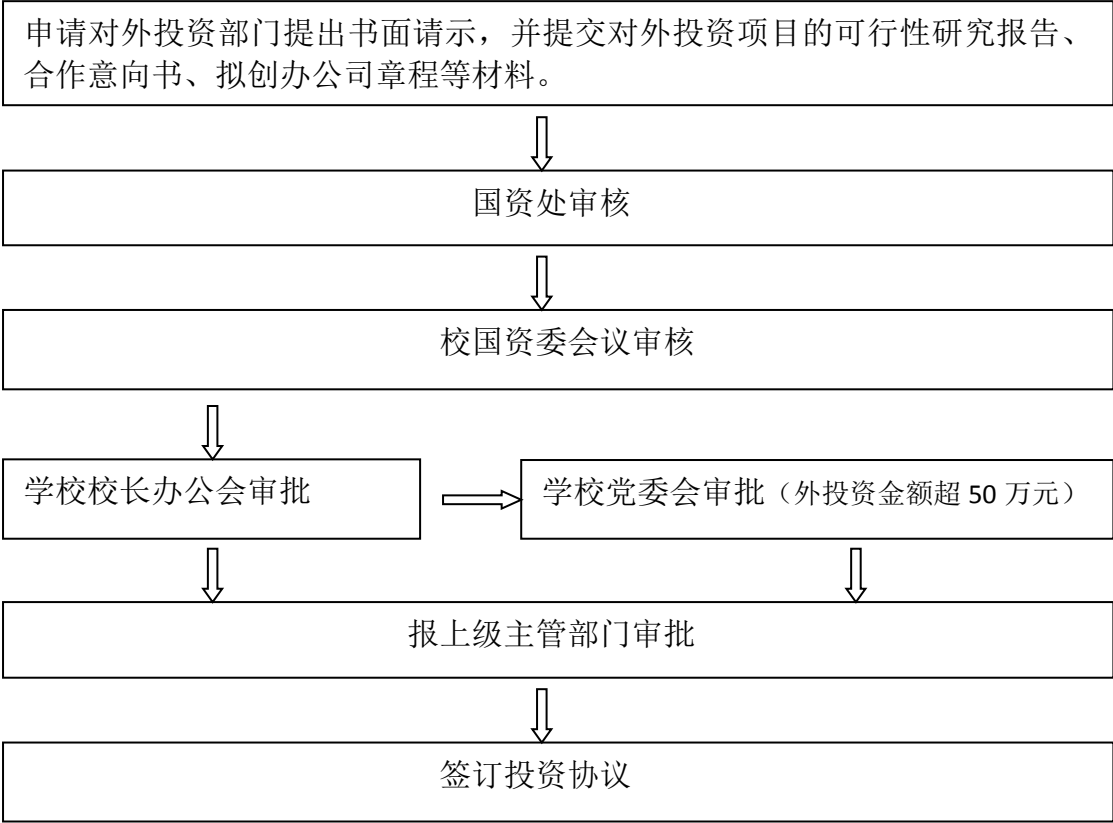 申请对外投资部门提出书面请示，并提交对外投资项目的可行性研究报告、
合作意向书、拟创办公司章程等材料。
国资处审核
校国资委会议审核
学校校长办公会审批
学校党委会审批（外投资金额超 50 万元）
报上级主管部门审批
签订投资协议